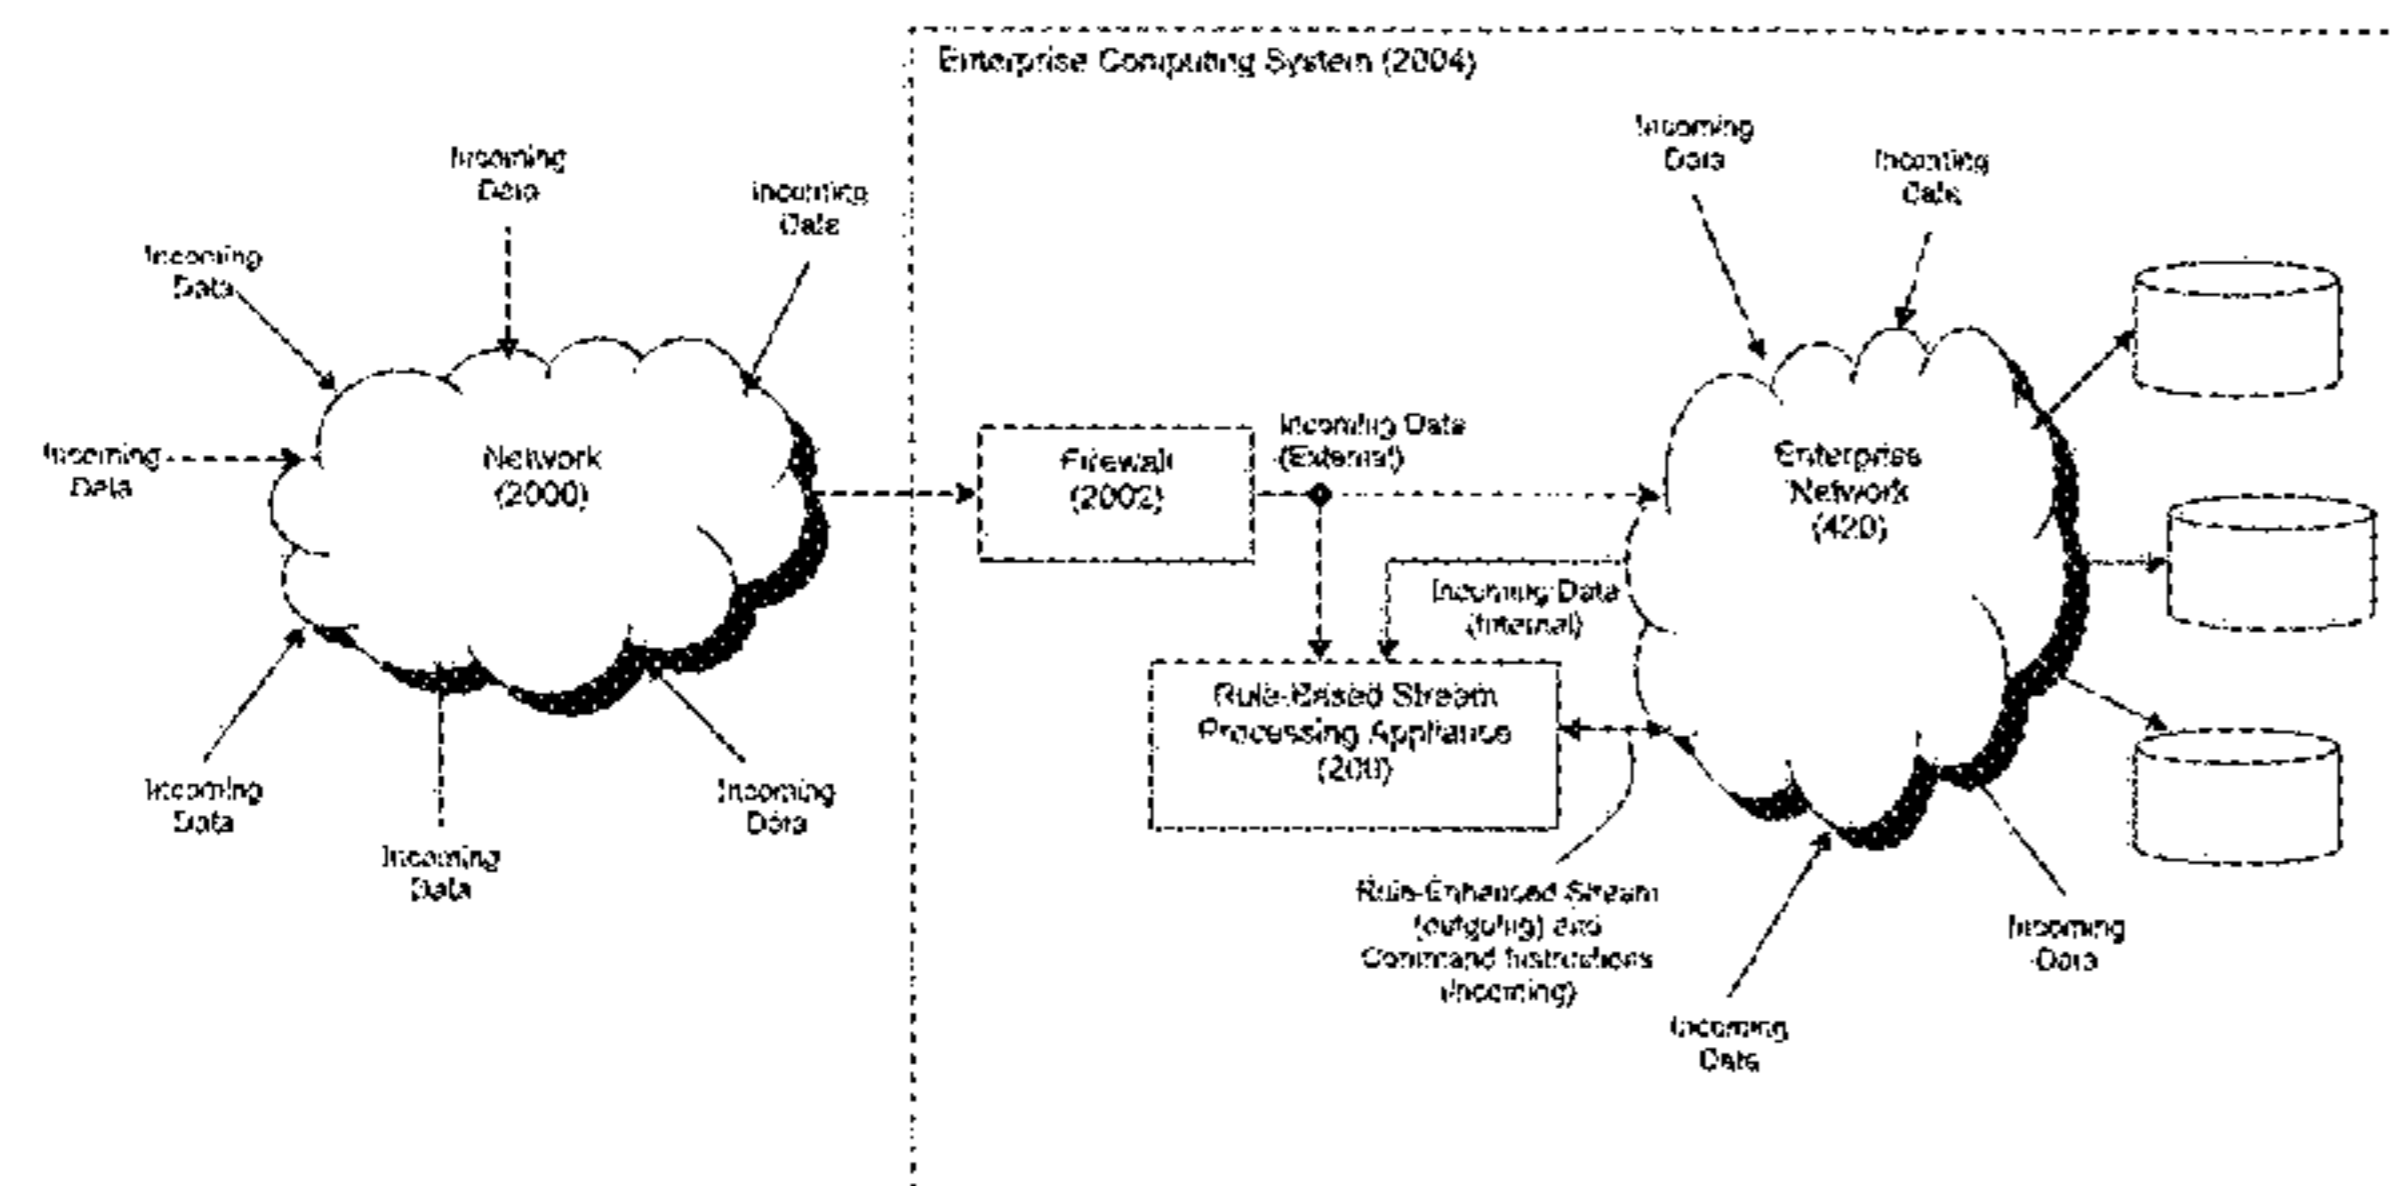 Enterprise Computing System (2004)
Incoming
Data
Incoming
Data
Incoming
Data
Incoming
Data
Incoming
Data
Incoming
Data
Incoming
Data
Network
(2000)
Firewall
(2002)
Incoming Data
(External)
Incoming Data
(Internal)
Rule-Based Stream
Processing Appliance
(200)
Rule-Enhanced Stream
(outgoing) and
Command Instructions
(incoming)
Incoming
Data
Incoming
Data
Enterprise
Network
(420)
Incoming
Data
Incoming
Data